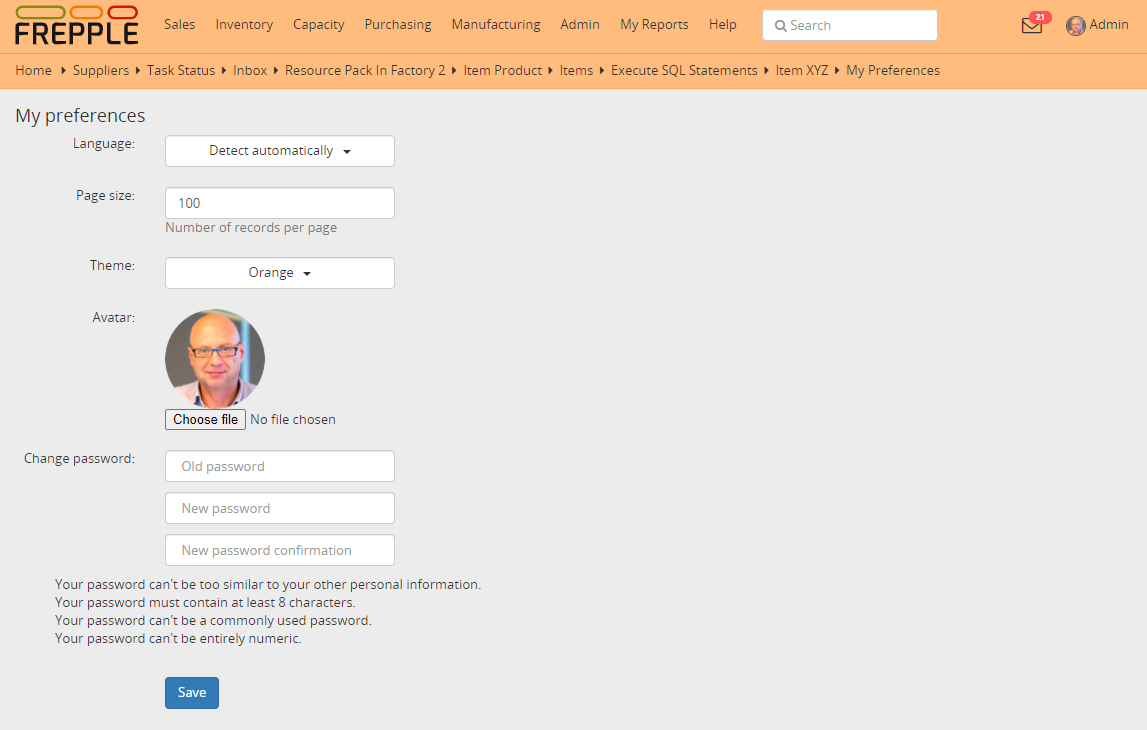 FREPPLE
Sales Inventory Capacity Purchasing Manufacturing Admin My Reports Help Search 21 Admin
Home Suppliers Task Status Inbox Resource Pack In Factory 2 Item Product Items Execute SQL Statements Item XYZ My Preferences
My preferences
Language: Detect automatically
Page size: 100
Number of records per page
Theme: Orange
Avatar:
Choose file No file chosen
Change password: Old password
New password
New password confirmation
Your password can't be too similar to your other personal information.
Your password must contain at least 8 characters.
Your password can't be a commonly used password.
Your password can't be entirely numeric.
Save